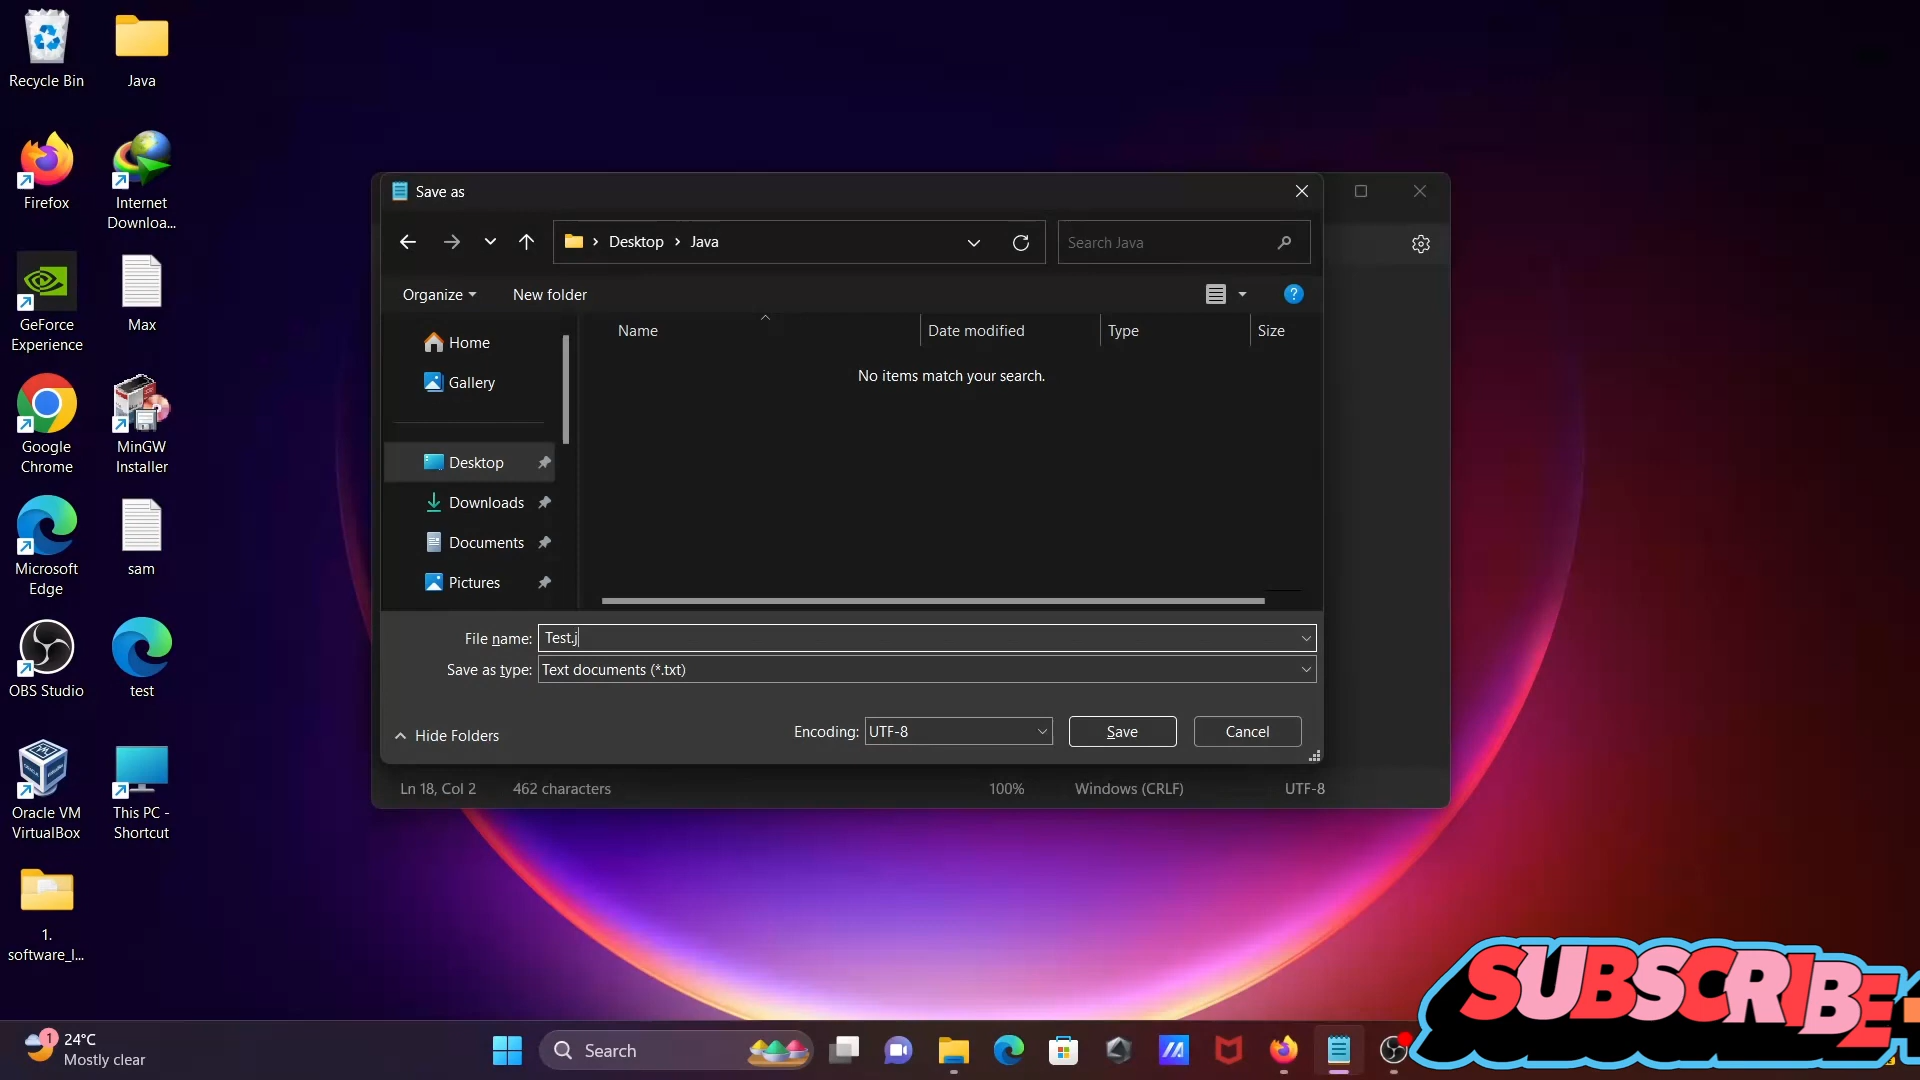 Recycle Bin
Java
Firefox
Internet
Downloa...
GeForce
Experience
Max
Google
Chrome
MinGW
Installer
Microsoft
Edge
sam
OBS Studio
test
Oracle VM
VirtualBox
This PC -
Shortcut
1.
software_l...
Save as
Desktop
Java
Search Java
Organize
New folder
?
Name
Date modified
Type
Size
No items match your search.
Home
Gallery
Desktop
Downloads
Documents
Pictures
File name: Test.j
Save as type: Text documents (*.txt)
Hide Folders
Encoding: UTF-8
Save
Cancel
Ln 18, Col 2
462 characters
100%
Windows (CRLF)
UTF-8
1
24°C
Mostly clear
Search
SUBSCRIBE